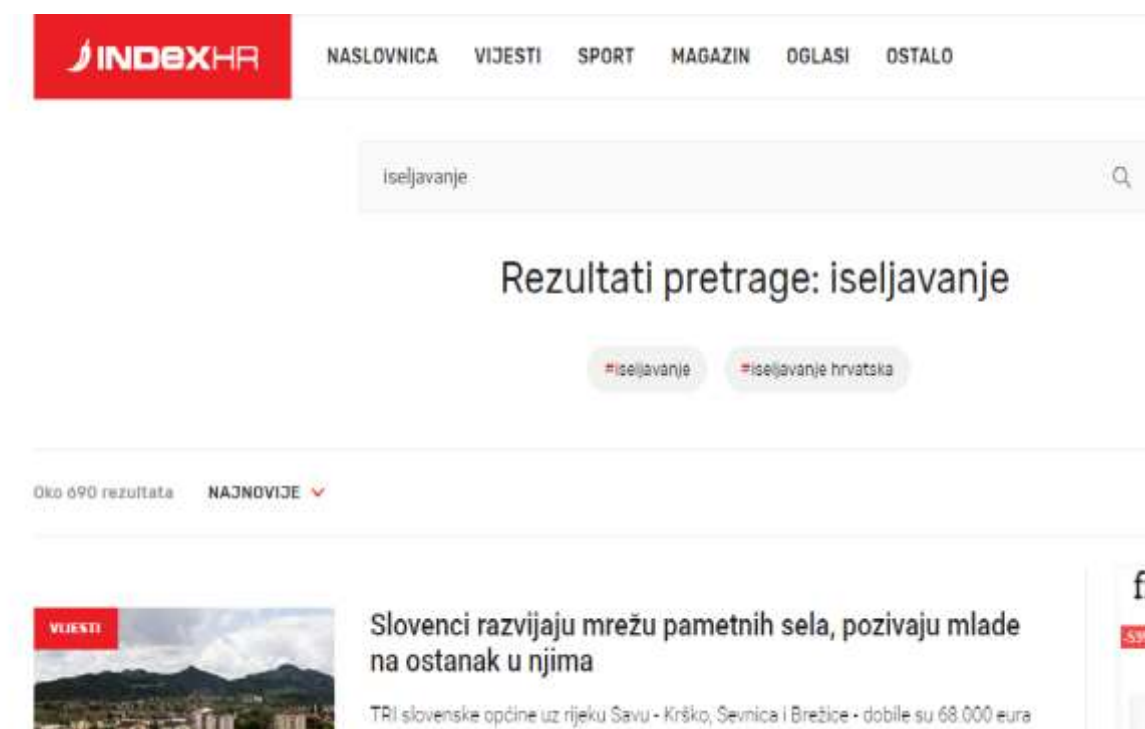 INDEXHR
NASLOVNICA VIJESTI SPORT MAGAZIN OGLASI OSTALO
iseljavanje
Rezultati pretrage: iseljavanje
#iseljavanje #iseljavanje hrvatska
Oko 690 rezultata NAJNOVIJE
VIJESTI
Slovenci razvijaju mrežu pametnih sela, pozivaju mlade
na ostanak u njima
TRI slovenske općine uz rijeku Savu - Krško, Sevnica i Brežice - dobile su 68.000 eura